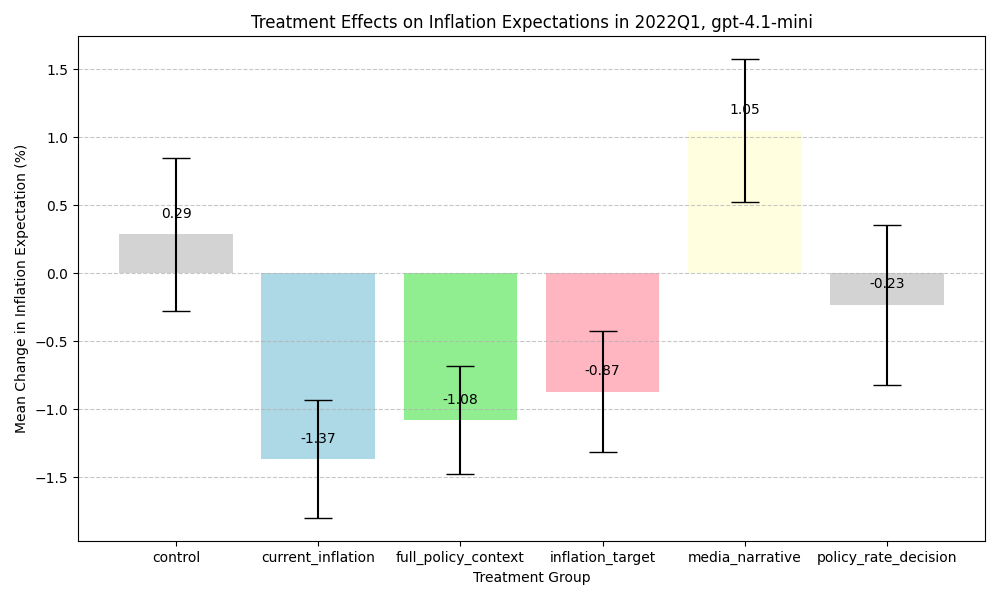 Treatment Effects on Inflation Expectations in 2022Q1, gpt-4.1-mini
Mean Change in Inflation Expectation (%)
1.5
1.0
0.5
0.0
−0.5
−1.0
−1.5
0.29
-1.37
-1.08
-0.87
1.05
-0.23
control
current_inflation
full_policy_context
inflation_target
media_narrative
policy_rate_decision
Treatment Group